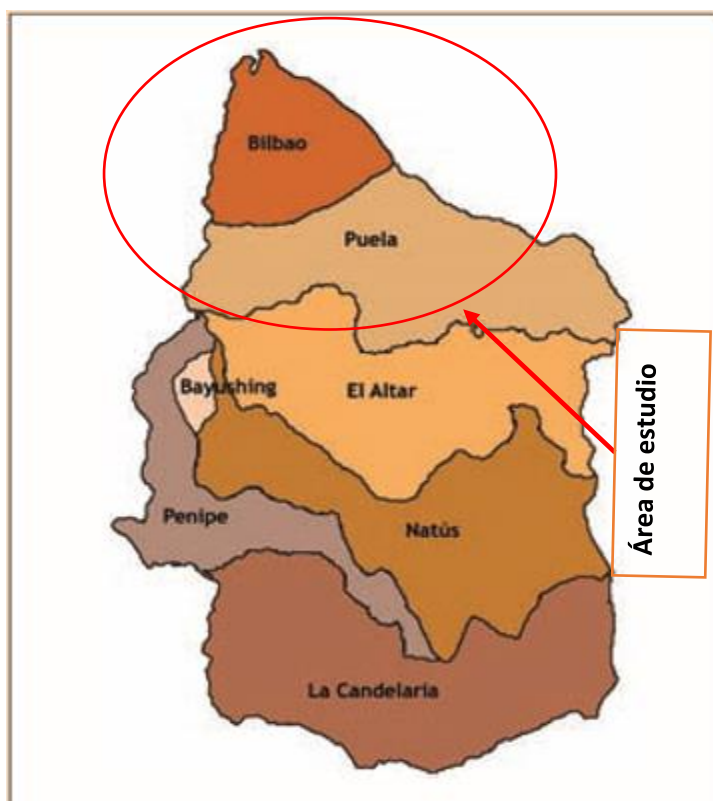 Bilbao
Puela
Bayushing
El Altar
Penipe
Natús
La Candelaria
Área de estudio